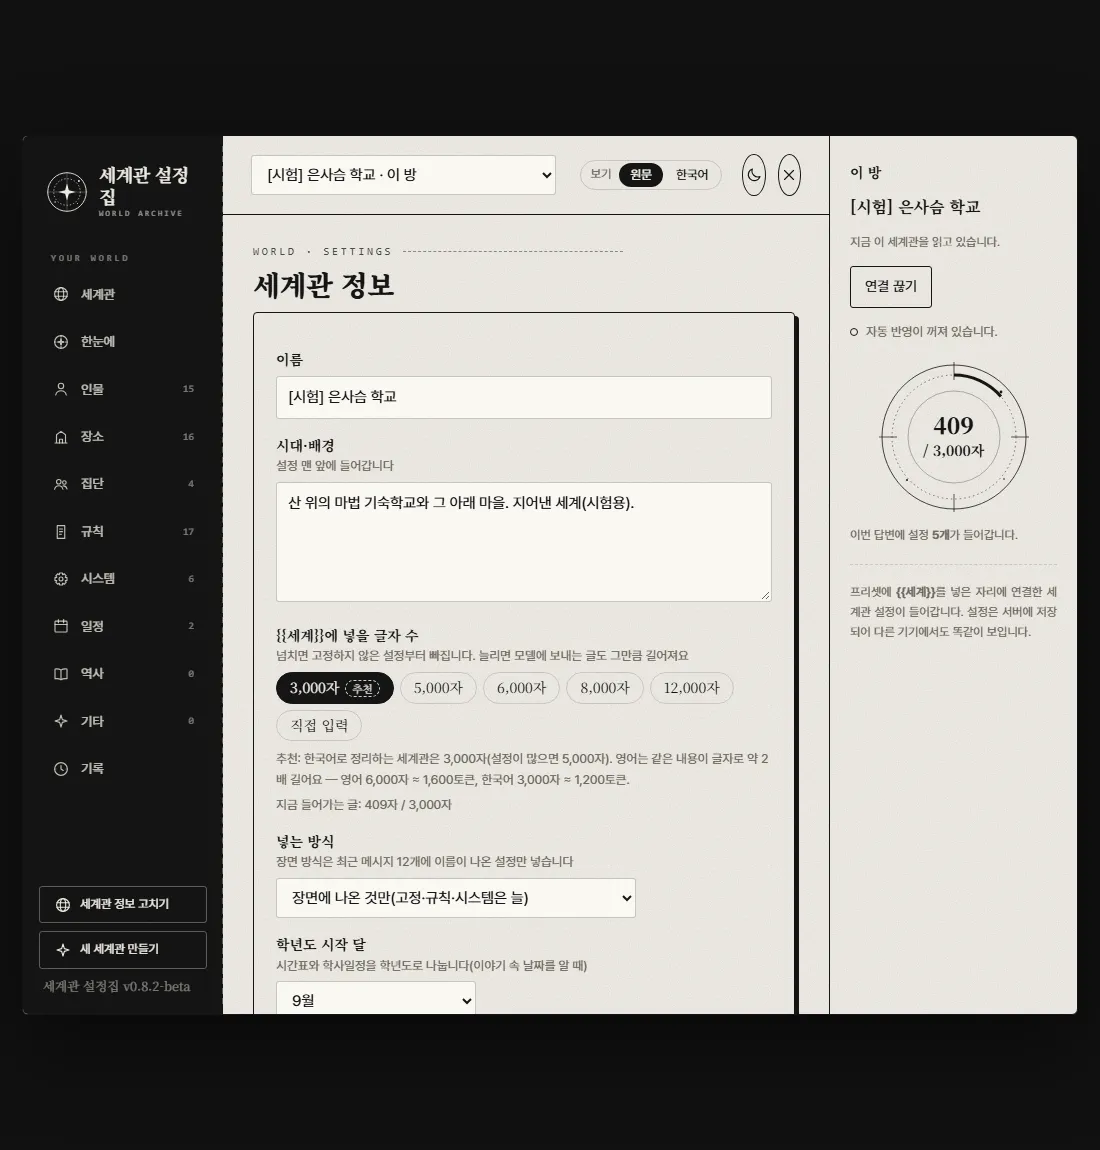 세계관 설정
집
WORLD ARCHIVE
YOUR WORLD
세계관
한눈에
인물 15
장소 16
집단 4
규칙 17
시스템 6
일정 2
역사 0
기타 0
기록
세계관 정보 고치기
새 세계관 만들기
세계관 설정집 v0.8.2-beta
[시험] 은사슴 학교 · 이 방
보기 원문 한국어
WORLD · SETTINGS
세계관 정보
이름
[시험] 은사슴 학교
시대·배경
설정 맨 앞에 들어갑니다
산 위의 마법 기숙학교와 그 아래 마을. 지어낸 세계(시험용).
{{세계}}에 넣을 글자 수
넘치면 고정하지 않은 설정부터 빠집니다. 늘리면 모델에 보내는 글도 그만큼 길어져요
3,000자 추천 5,000자 6,000자 8,000자 12,000자
직접 입력
추천: 한국어로 정리하는 세계관은 3,000자(설정이 많으면 5,000자). 영어는 같은 내용이 글자로 약 2
배 길어요 — 영어 6,000자 ≈ 1,600토큰, 한국어 3,000자 ≈ 1,200토큰.
지금 들어가는 글: 409자 / 3,000자
넣는 방식
장면 방식은 최근 메시지 12개에 이름이 나온 설정만 넣습니다
장면에 나온 것만(고정·규칙·시스템은 늘)
학년도 시작 달
시간표와 학사일정을 학년도로 나눕니다(이야기 속 날짜를 알 때)
9월
이 방
[시험] 은사슴 학교
지금 이 세계관을 읽고 있습니다.
연결 끊기
자동 반영이 꺼져 있습니다.
409
/ 3,000자
이번 답변에 설정 5개가 들어갑니다.
프리셋에 {{세계}}를 넣은 자리에 연결한 세
계관 설정이 들어갑니다. 설정은 서버에 저장
되어 다른 기기에서도 똑같이 보입니다.